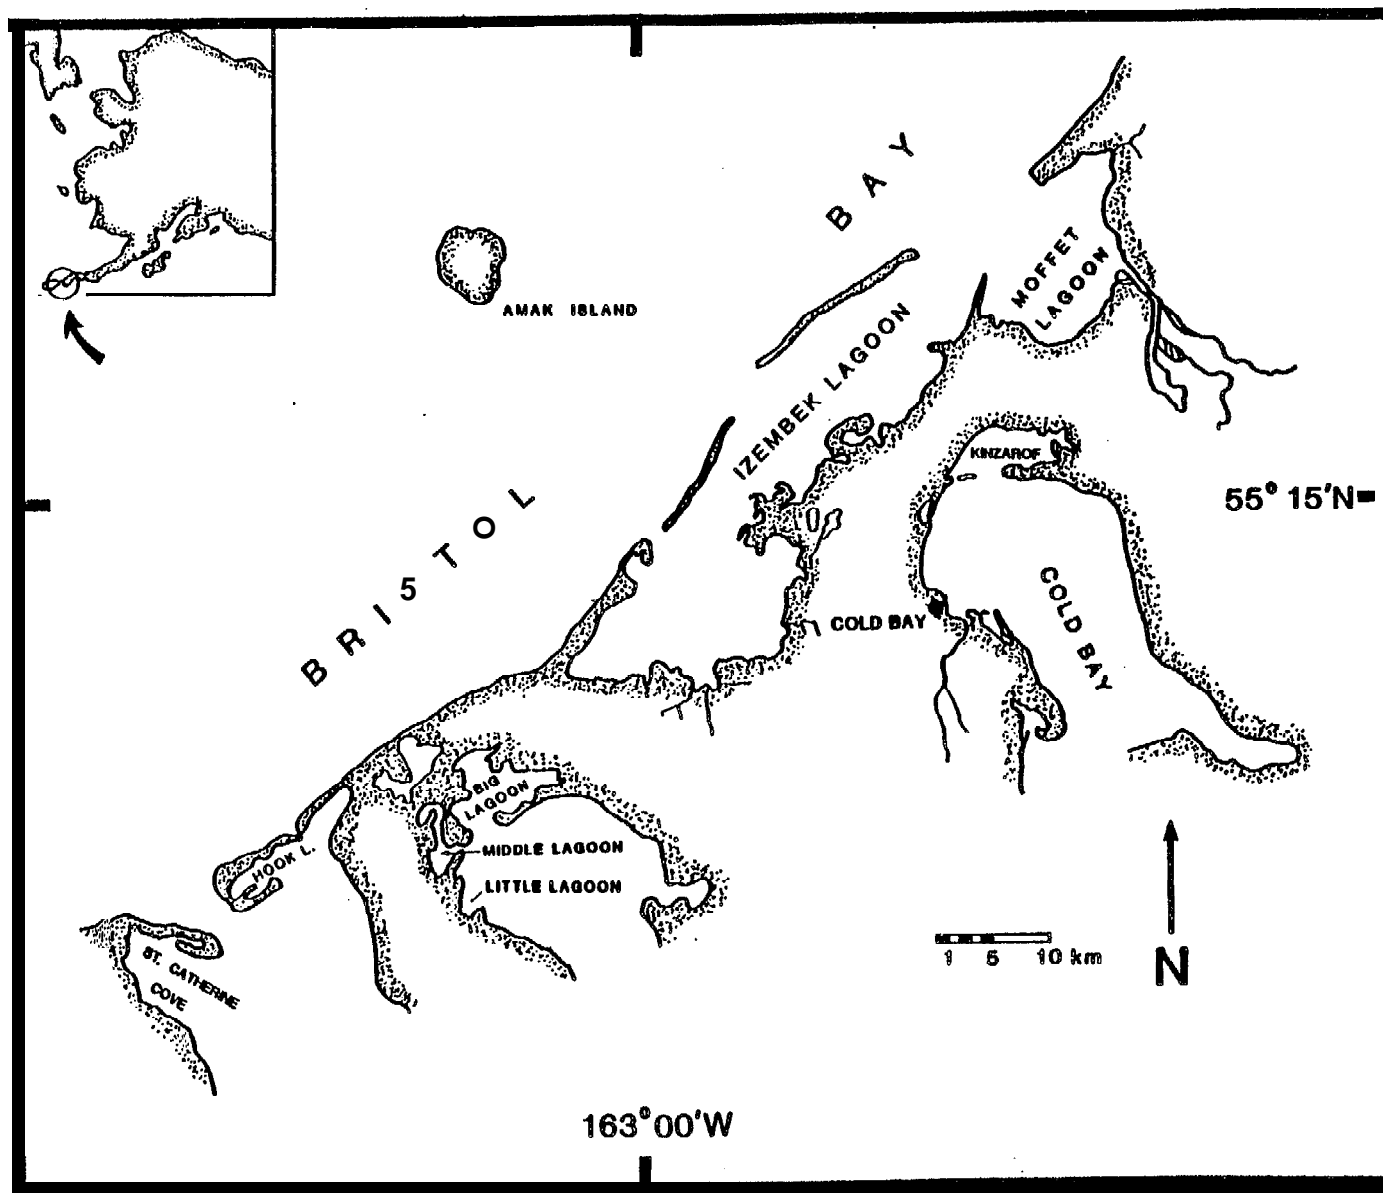 BRI5TOL BAY
AMAK ISLAND
MOFFET
LAGOON
IZEMBEK LAGOON
KINZAROF
55° 15'N
COLD BAY
COLD BAY
BIG
LAGOON
MIDDLE LAGOON
HOOK L.
LITTLE LAGOON
ST. CATHERINE
COVE
1 5 10 km
N
163°00'W